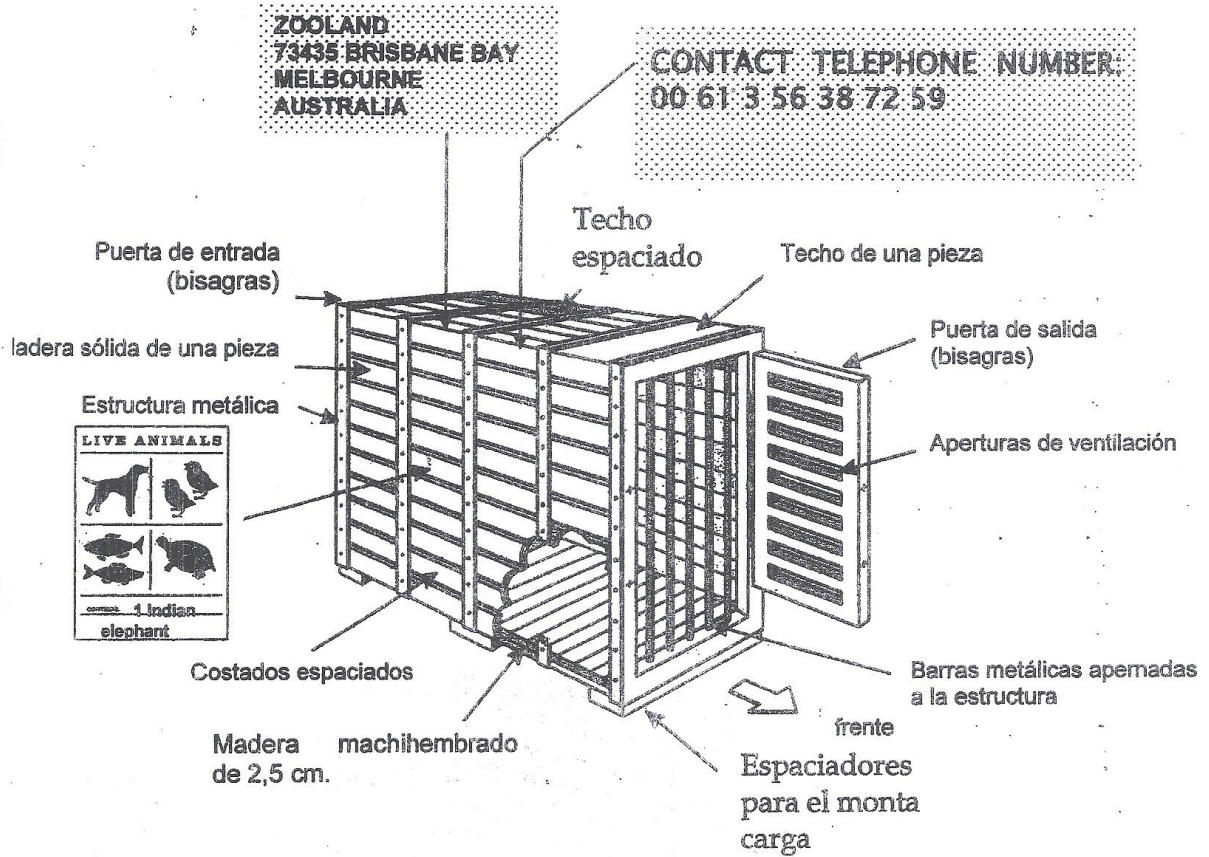 ZOOLAND
73435 BRISBANE BAY
MELBOURNE
AUSTRALIA
CONTACT TELEPHONE NUMBER:
00 61 3 56 38 72 59
Techo
espaciado
Puerta de entrada
(bisagras)
Techo de una pieza
Puerta de salida
(bisagras)
ladera sólida de una pieza
Estructura metálica
LIVE ANIMALS
1 Indian
elephant
Aperturas de ventilación
Costados espaciados
Barras metálicas apernadas
a la estructura
Madera machihembrado
de 2,5 cm.
frente
Espaciadores
para el monta
carga